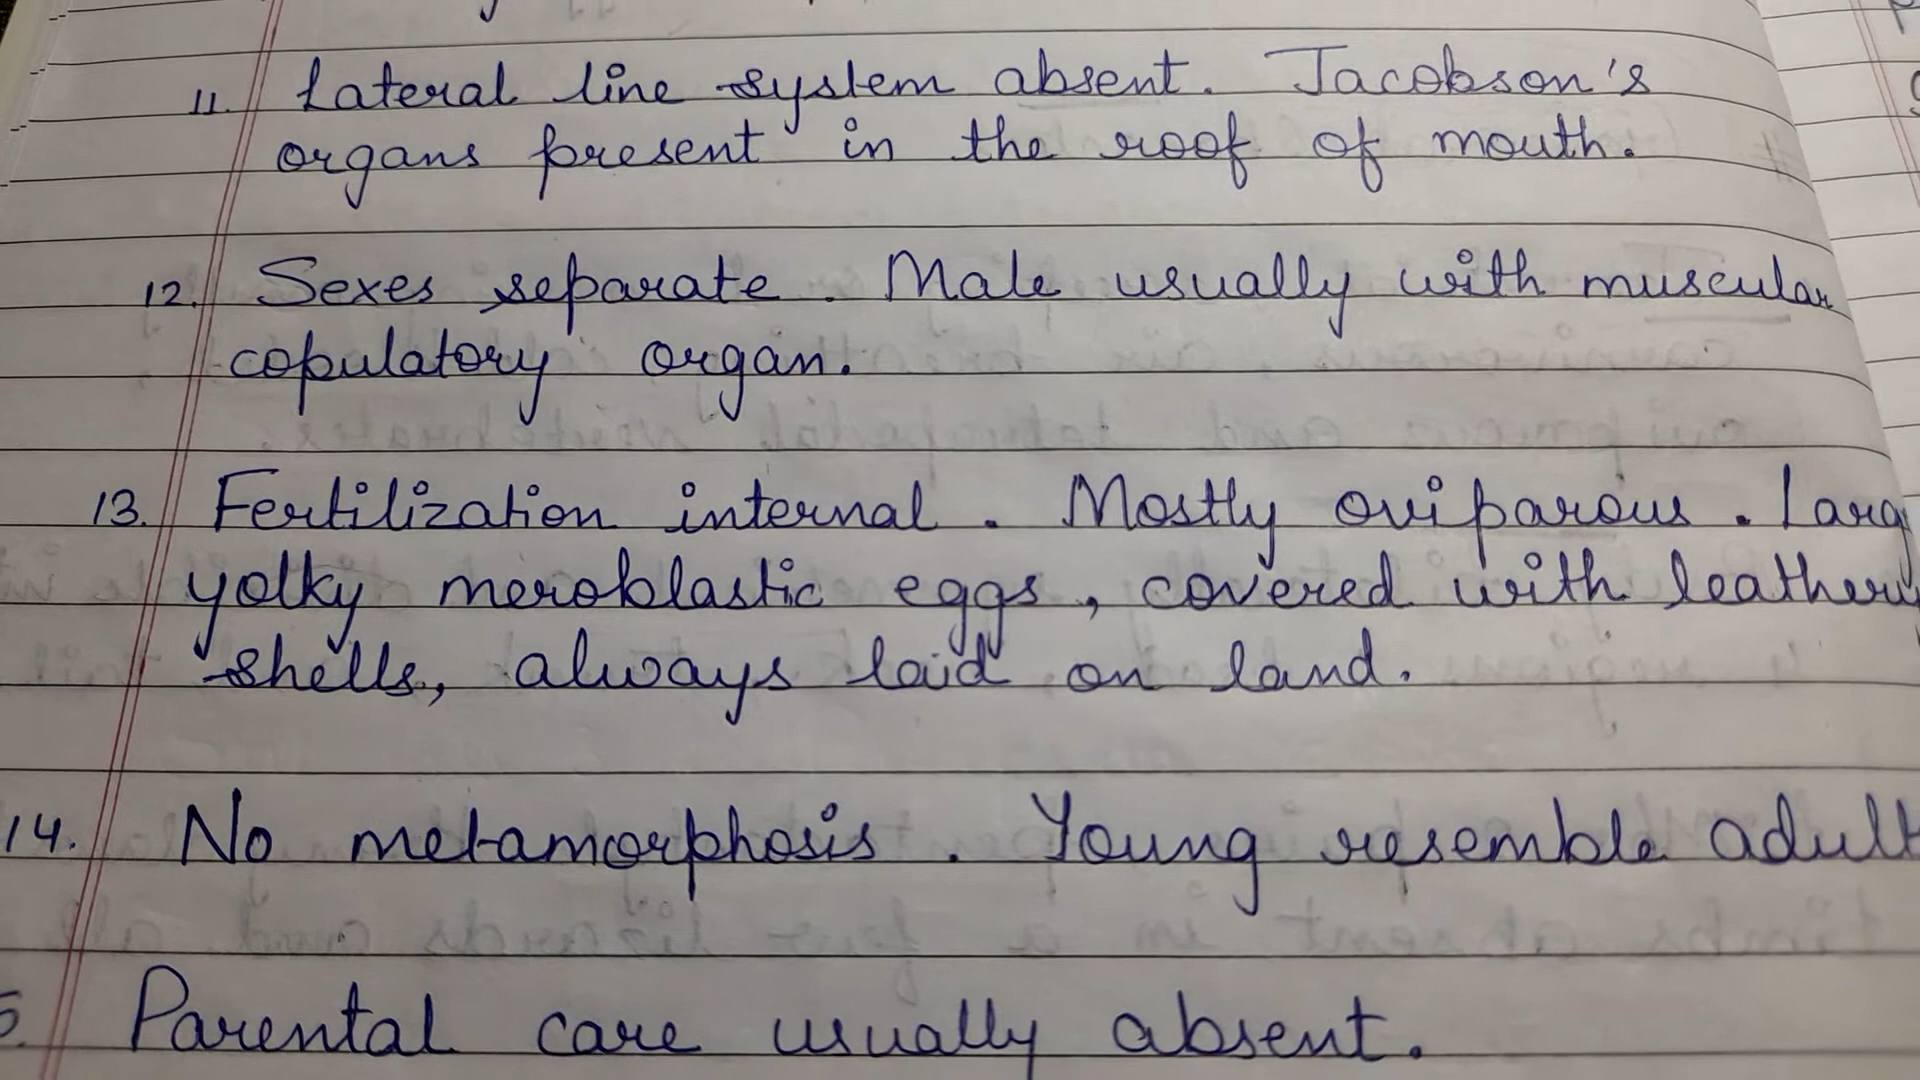 11. Lateral line system absent. Jacobson's
organs present in the roof of mouth.
12. Sexes separate. Male usually with muscular
copulatory organ.
13. Fertilization internal. Mostly oviparous. Larg
yolky meroblastic eggs, covered with leathery
shells, always laid on land.
14. No metamorphosis. Young resemble adult
5. Parental care usually absent.